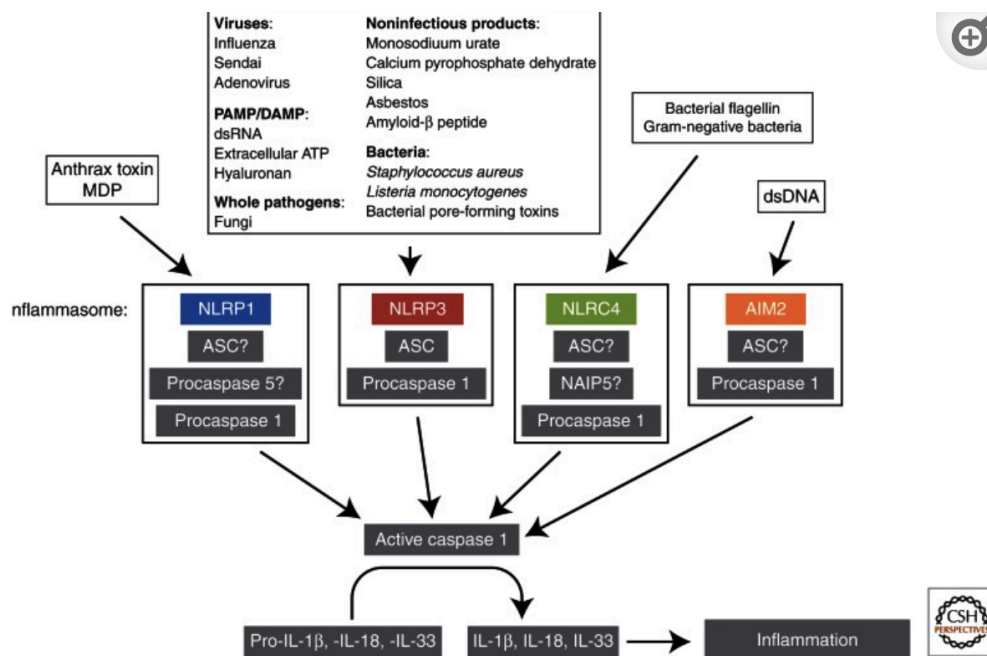 Viruses:
Influenza
Sendai
Adenovirus
PAMP/DAMP:
dsRNA
Extracellular ATP
Hyaluronan
Whole pathogens:
Fungi
Noninfectious products:
Monosodiuum urate
Calcium pyrophosphate dehydrate
Silica
Asbestos
Amyloid-β peptide
Bacteria:
Staphylococcus aureus
Listeria monocytogenes
Bacterial pore-forming toxins
Anthrax toxin
MDP
Bacterial flagellin
Gram-negative bacteria
dsDNA
nflammasome:
NLRP1
ASC?
Procaspase 5?
Procaspase 1
NLRP3
ASC
Procaspase 1
NLRC4
ASC?
NAIP5?
Procaspase 1
AIM2
ASC?
Procaspase 1
Active caspase 1
Pro-IL-1β, -IL-18, -IL-33
IL-1β, IL-18, IL-33
Inflammation
CSH
PERSPECTIVES